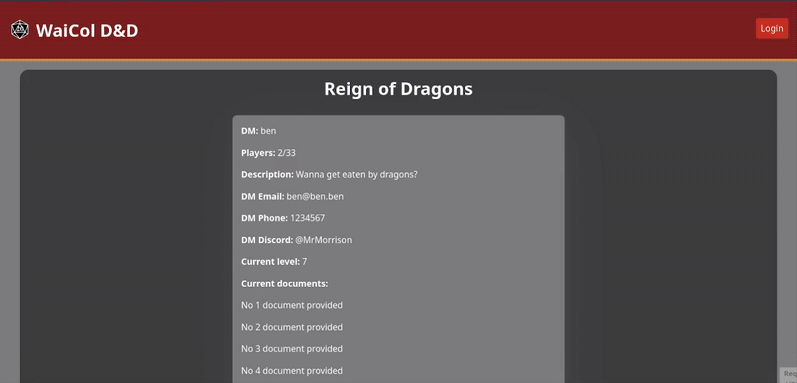 WaiCol D&D
Login
Reign of Dragons
DM: ben
Players: 2/33
Description: Wanna get eaten by dragons?
DM Email: ben@ben.ben
DM Phone: 1234567
DM Discord: @MrMorrison
Current level: 7
Current documents:
No 1 document provided
No 2 document provided
No 3 document provided
No 4 document provided
Req